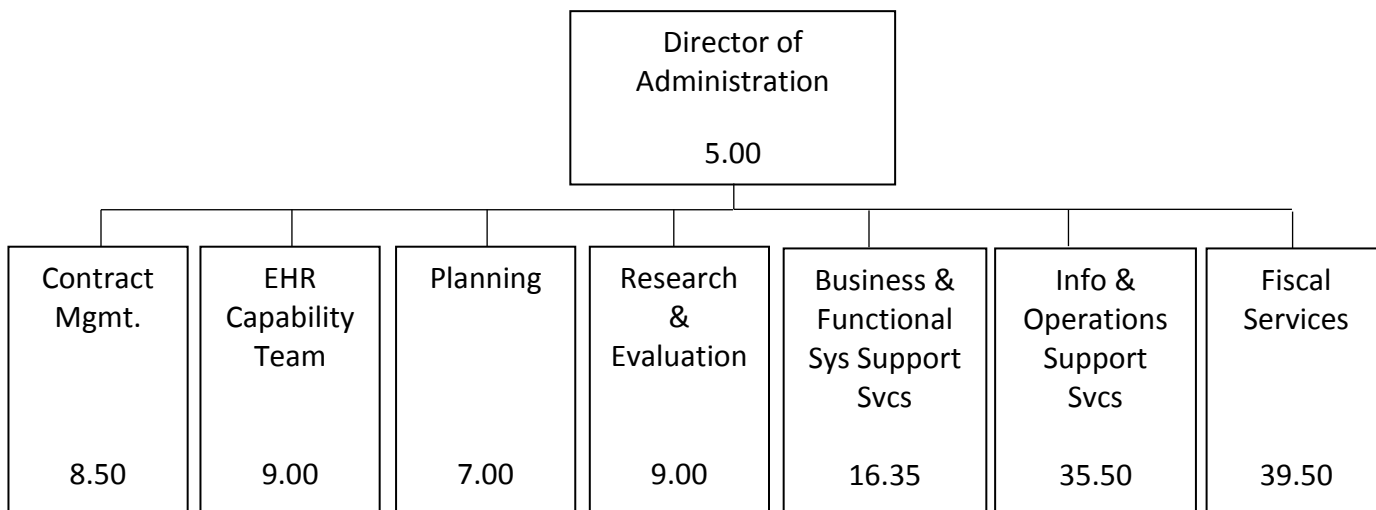 Director of
Administration
5.00
Contract
Mgmt.
8.50
EHR
Capability
Team
9.00
Planning
7.00
Research
&
Evaluation
9.00
Business &
Functional
Sys Support
Svcs
16.35
Info &
Operations
Support
Svcs
35.50
Fiscal
Services
39.50